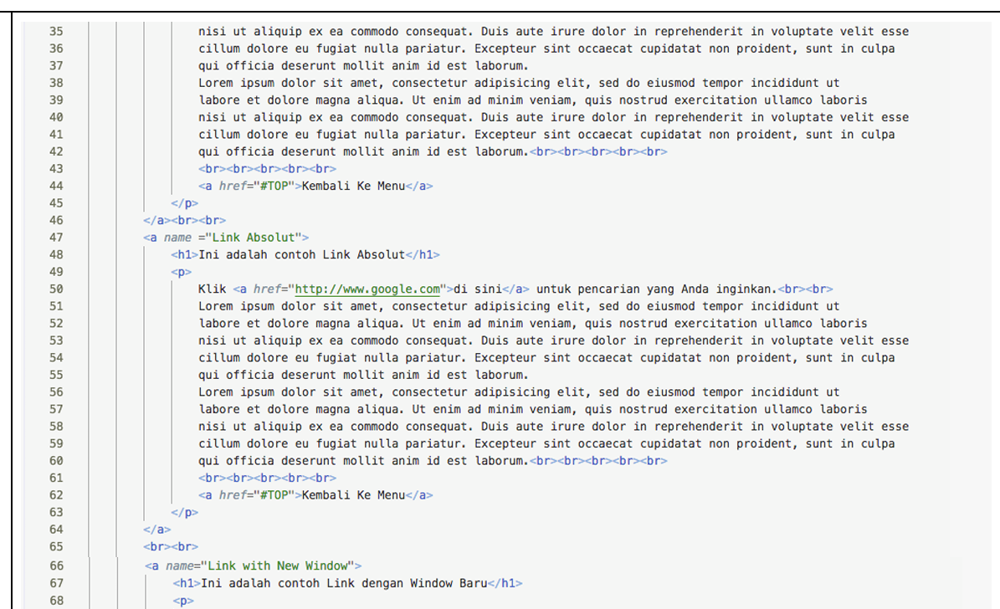 35 nisi ut aliquip ex ea commodo consequat. Duis aute irure dolor in reprehenderit in voluptate velit esse
36 cillum dolore eu fugiat nulla pariatur. Excepteur sint occaecat cupidatat non proident, sunt in culpa
37 qui officia deserunt mollit anim id est laborum.
38 Lorem ipsum dolor sit amet, consectetur adipisicing elit, sed do eiusmod tempor incididunt ut
39 labore et dolore magna aliqua. Ut enim ad minim veniam, quis nostrud exercitation ullamco laboris
40 nisi ut aliquip ex ea commodo consequat. Duis aute irure dolor in reprehenderit in voluptate velit esse
41 cillum dolore eu fugiat nulla pariatur. Excepteur sint occaecat cupidatat non proident, sunt in culpa
42 qui officia deserunt mollit anim id est laborum.<br><br><br><br><br>
43 <br><br><br><br><br>
44 <a href="#TOP">Kembali Ke Menu</a>
45 </p>
46 </a><br><br>
47 <a name ="Link Absolut">
48 <h1>Ini adalah contoh Link Absolut</h1>
49 <p>
50 Klik <a href="http://www.google.com">di sini</a> untuk pencarian yang Anda inginkan.<br><br>
51 Lorem ipsum dolor sit amet, consectetur adipisicing elit, sed do eiusmod tempor incididunt ut
52 labore et dolore magna aliqua. Ut enim ad minim veniam, quis nostrud exercitation ullamco laboris
53 nisi ut aliquip ex ea commodo consequat. Duis aute irure dolor in reprehenderit in voluptate velit esse
54 cillum dolore eu fugiat nulla pariatur. Excepteur sint occaecat cupidatat non proident, sunt in culpa
55 qui officia deserunt mollit anim id est laborum.
56 Lorem ipsum dolor sit amet, consectetur adipisicing elit, sed do eiusmod tempor incididunt ut
57 labore et dolore magna aliqua. Ut enim ad minim veniam, quis nostrud exercitation ullamco laboris
58 nisi ut aliquip ex ea commodo consequat. Duis aute irure dolor in reprehenderit in voluptate velit esse
59 cillum dolore eu fugiat nulla pariatur. Excepteur sint occaecat cupidatat non proident, sunt in culpa
60 qui officia deserunt mollit anim id est laborum.<br><br><br><br><br>
61 <br><br><br><br><br>
62 <a href="#TOP">Kembali Ke Menu</a>
63 </p>
64 </a>
65 <br><br>
66 <a name="Link with New Window">
67 <h1>Ini adalah contoh Link dengan Window Baru</h1>
68 <p>